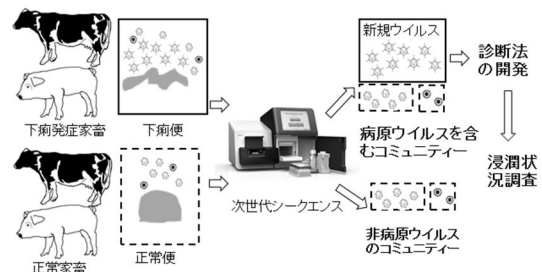 新規ウイルス
診断法
の開発
下痢発症家畜
下痢便
病原ウイルスを含
むコミュニティー
浸潤状
況調査
次世代シークエンス
正常家畜
正常便
非病原ウイルス
のコミュニティー